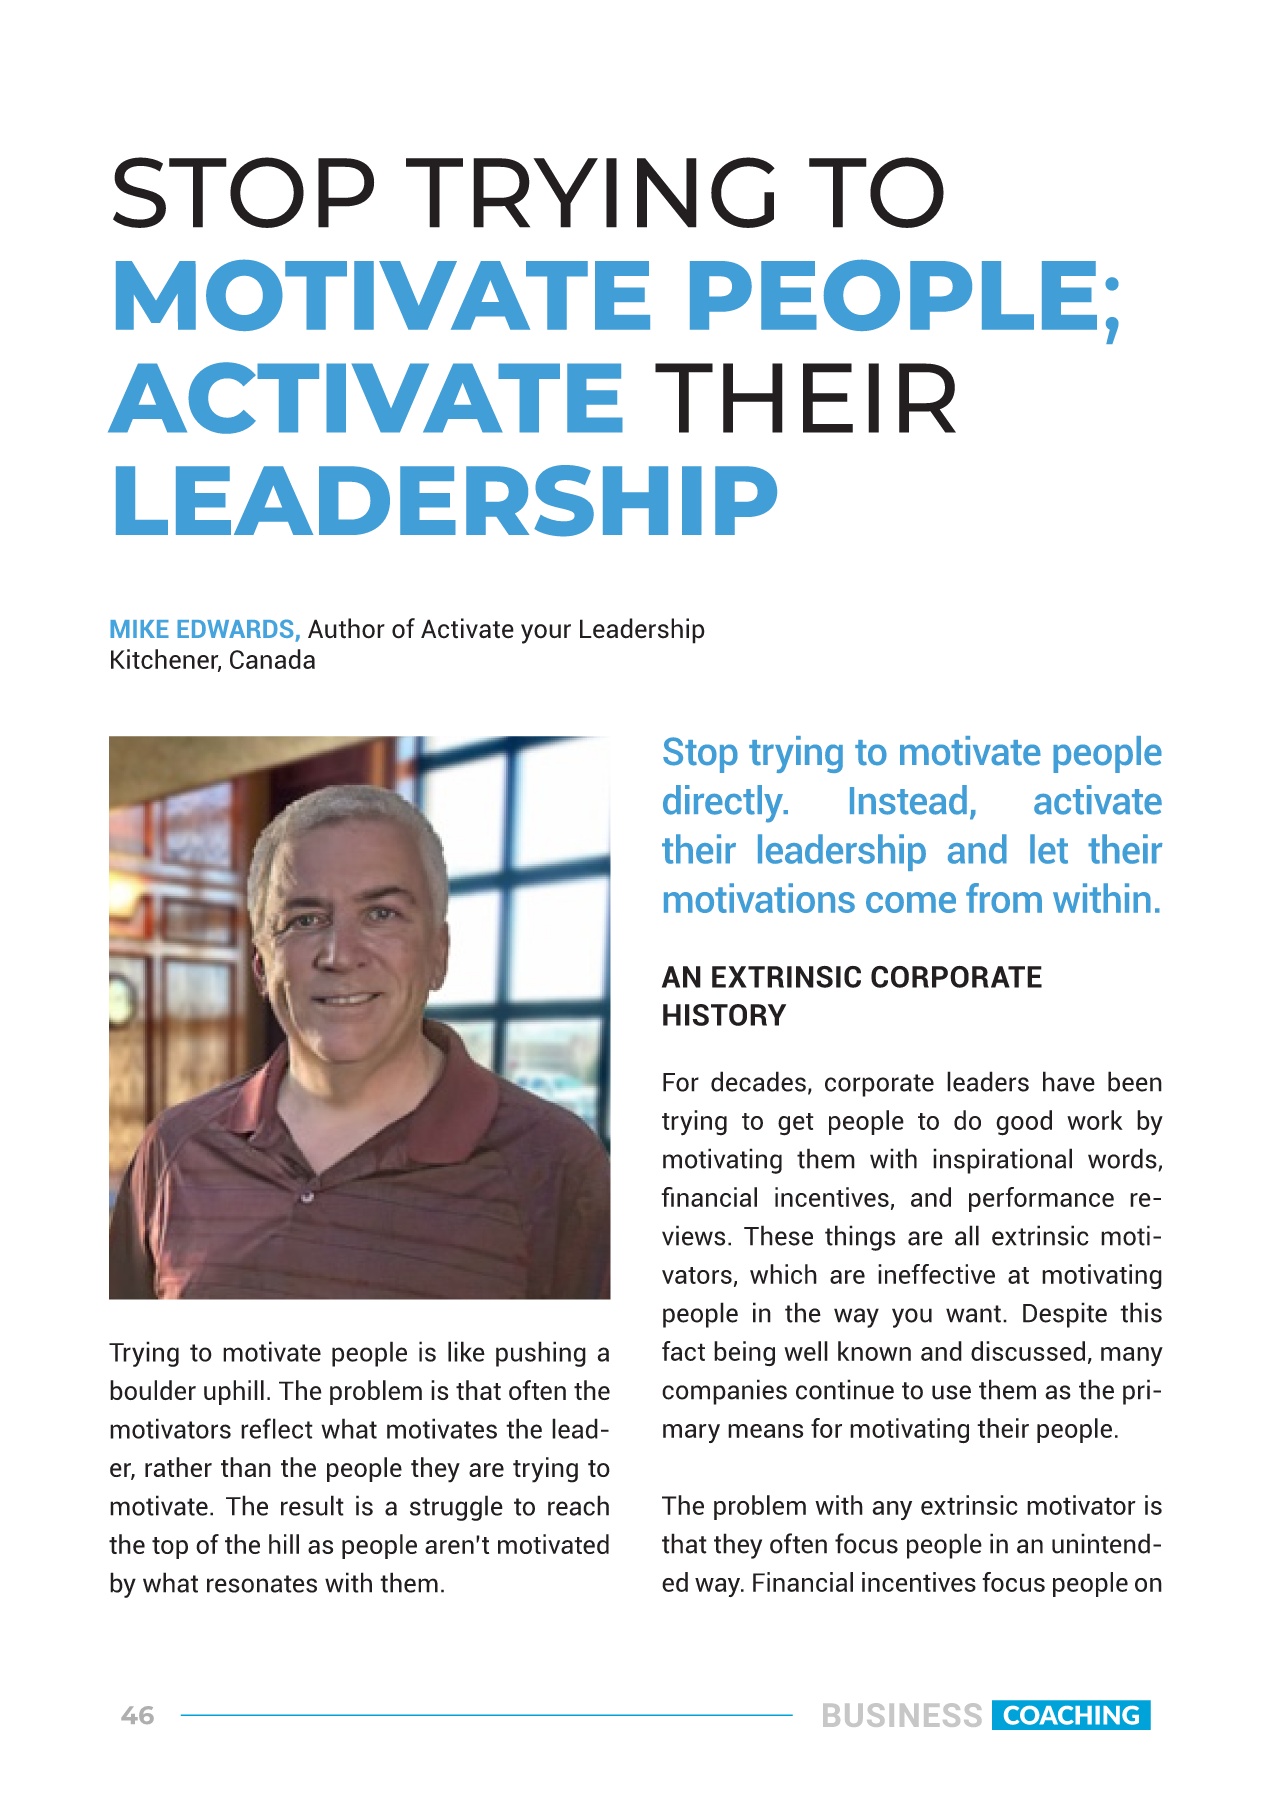 STOP TRYING TO
MOTIVATE PEOPLE;
ACTIVATE THEIR
LEADERSHIP
MIKE EDWARDS, Author of Activate your Leadership
Kitchener, Canada
Trying to motivate people is like pushing a
boulder uphill. The problem is that often the
motivators reflect what motivates the lead-
er, rather than the people they are trying to
motivate. The result is a struggle to reach
the top of the hill as people aren't motivated
by what resonates with them.
Stop trying to motivate people
directly. Instead, activate
their leadership and let their
motivations come from within.
AN EXTRINSIC CORPORATE
HISTORY
For decades, corporate leaders have been
trying to get people to do good work by
motivating them with inspirational words,
financial incentives, and performance re-
views. These things are all extrinsic moti-
vators, which are ineffective at motivating
people in the way you want. Despite this
fact being well known and discussed, many
companies continue to use them as the pri-
mary means for motivating their people.
The problem with any extrinsic motivator is
that they often focus people in an unintend-
ed way. Financial incentives focus people on
46
BUSINESS COACHING